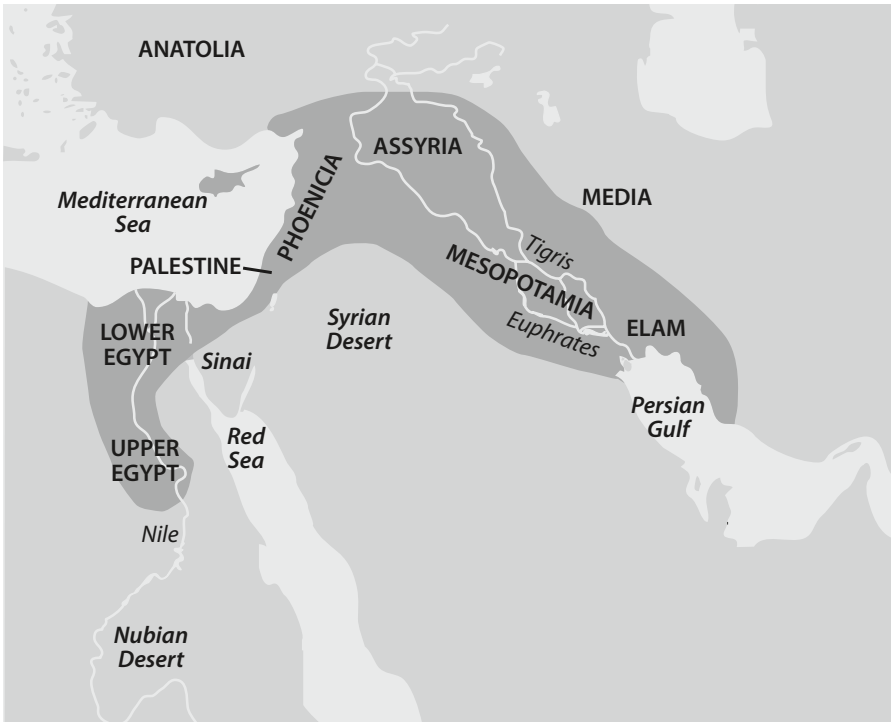 ANATOLIA
ASSYRIA
PHOENICIA
MEDIA
Mediterranean
Sea
Tigris
MESOPOTAMIA
PALESTINE
LOWER
EGYPT
Sinai
Syrian
Desert
Euphrates
ELAM
Persian
Gulf
UPPER
EGYPT
Red
Sea
Nile
Nubian
Desert